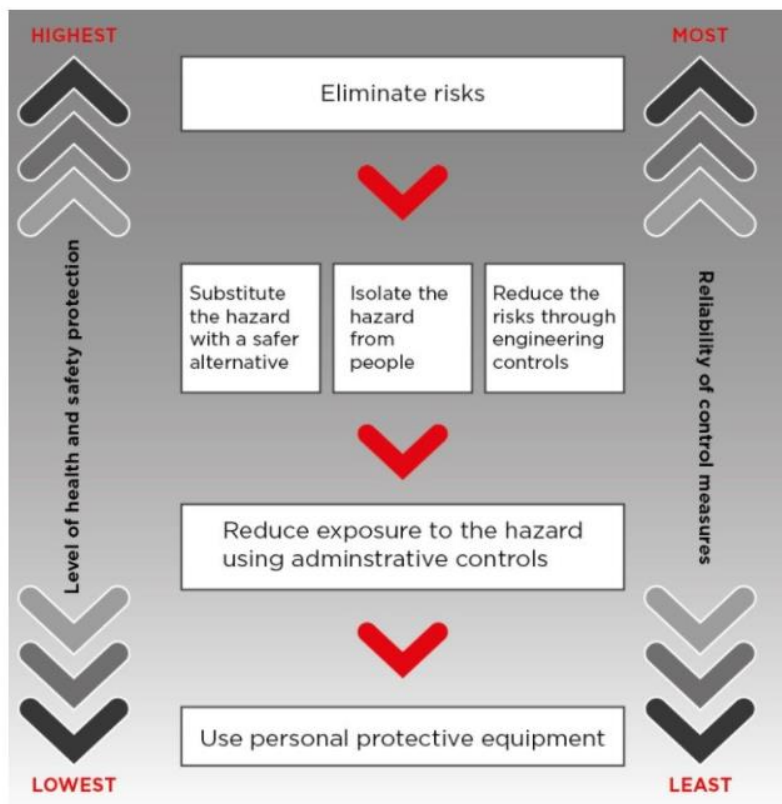 HIGHEST
MOST
Eliminate risks
Substitute
the hazard
with a safer
alternative
Isolate the
hazard
from
people
Reduce the
risks through
engineering
controls
Level of health and safety protection
Reliability of control measures
Reduce exposure to the hazard
using adminstrative controls
Use personal protective equipment
LOWEST
LEAST